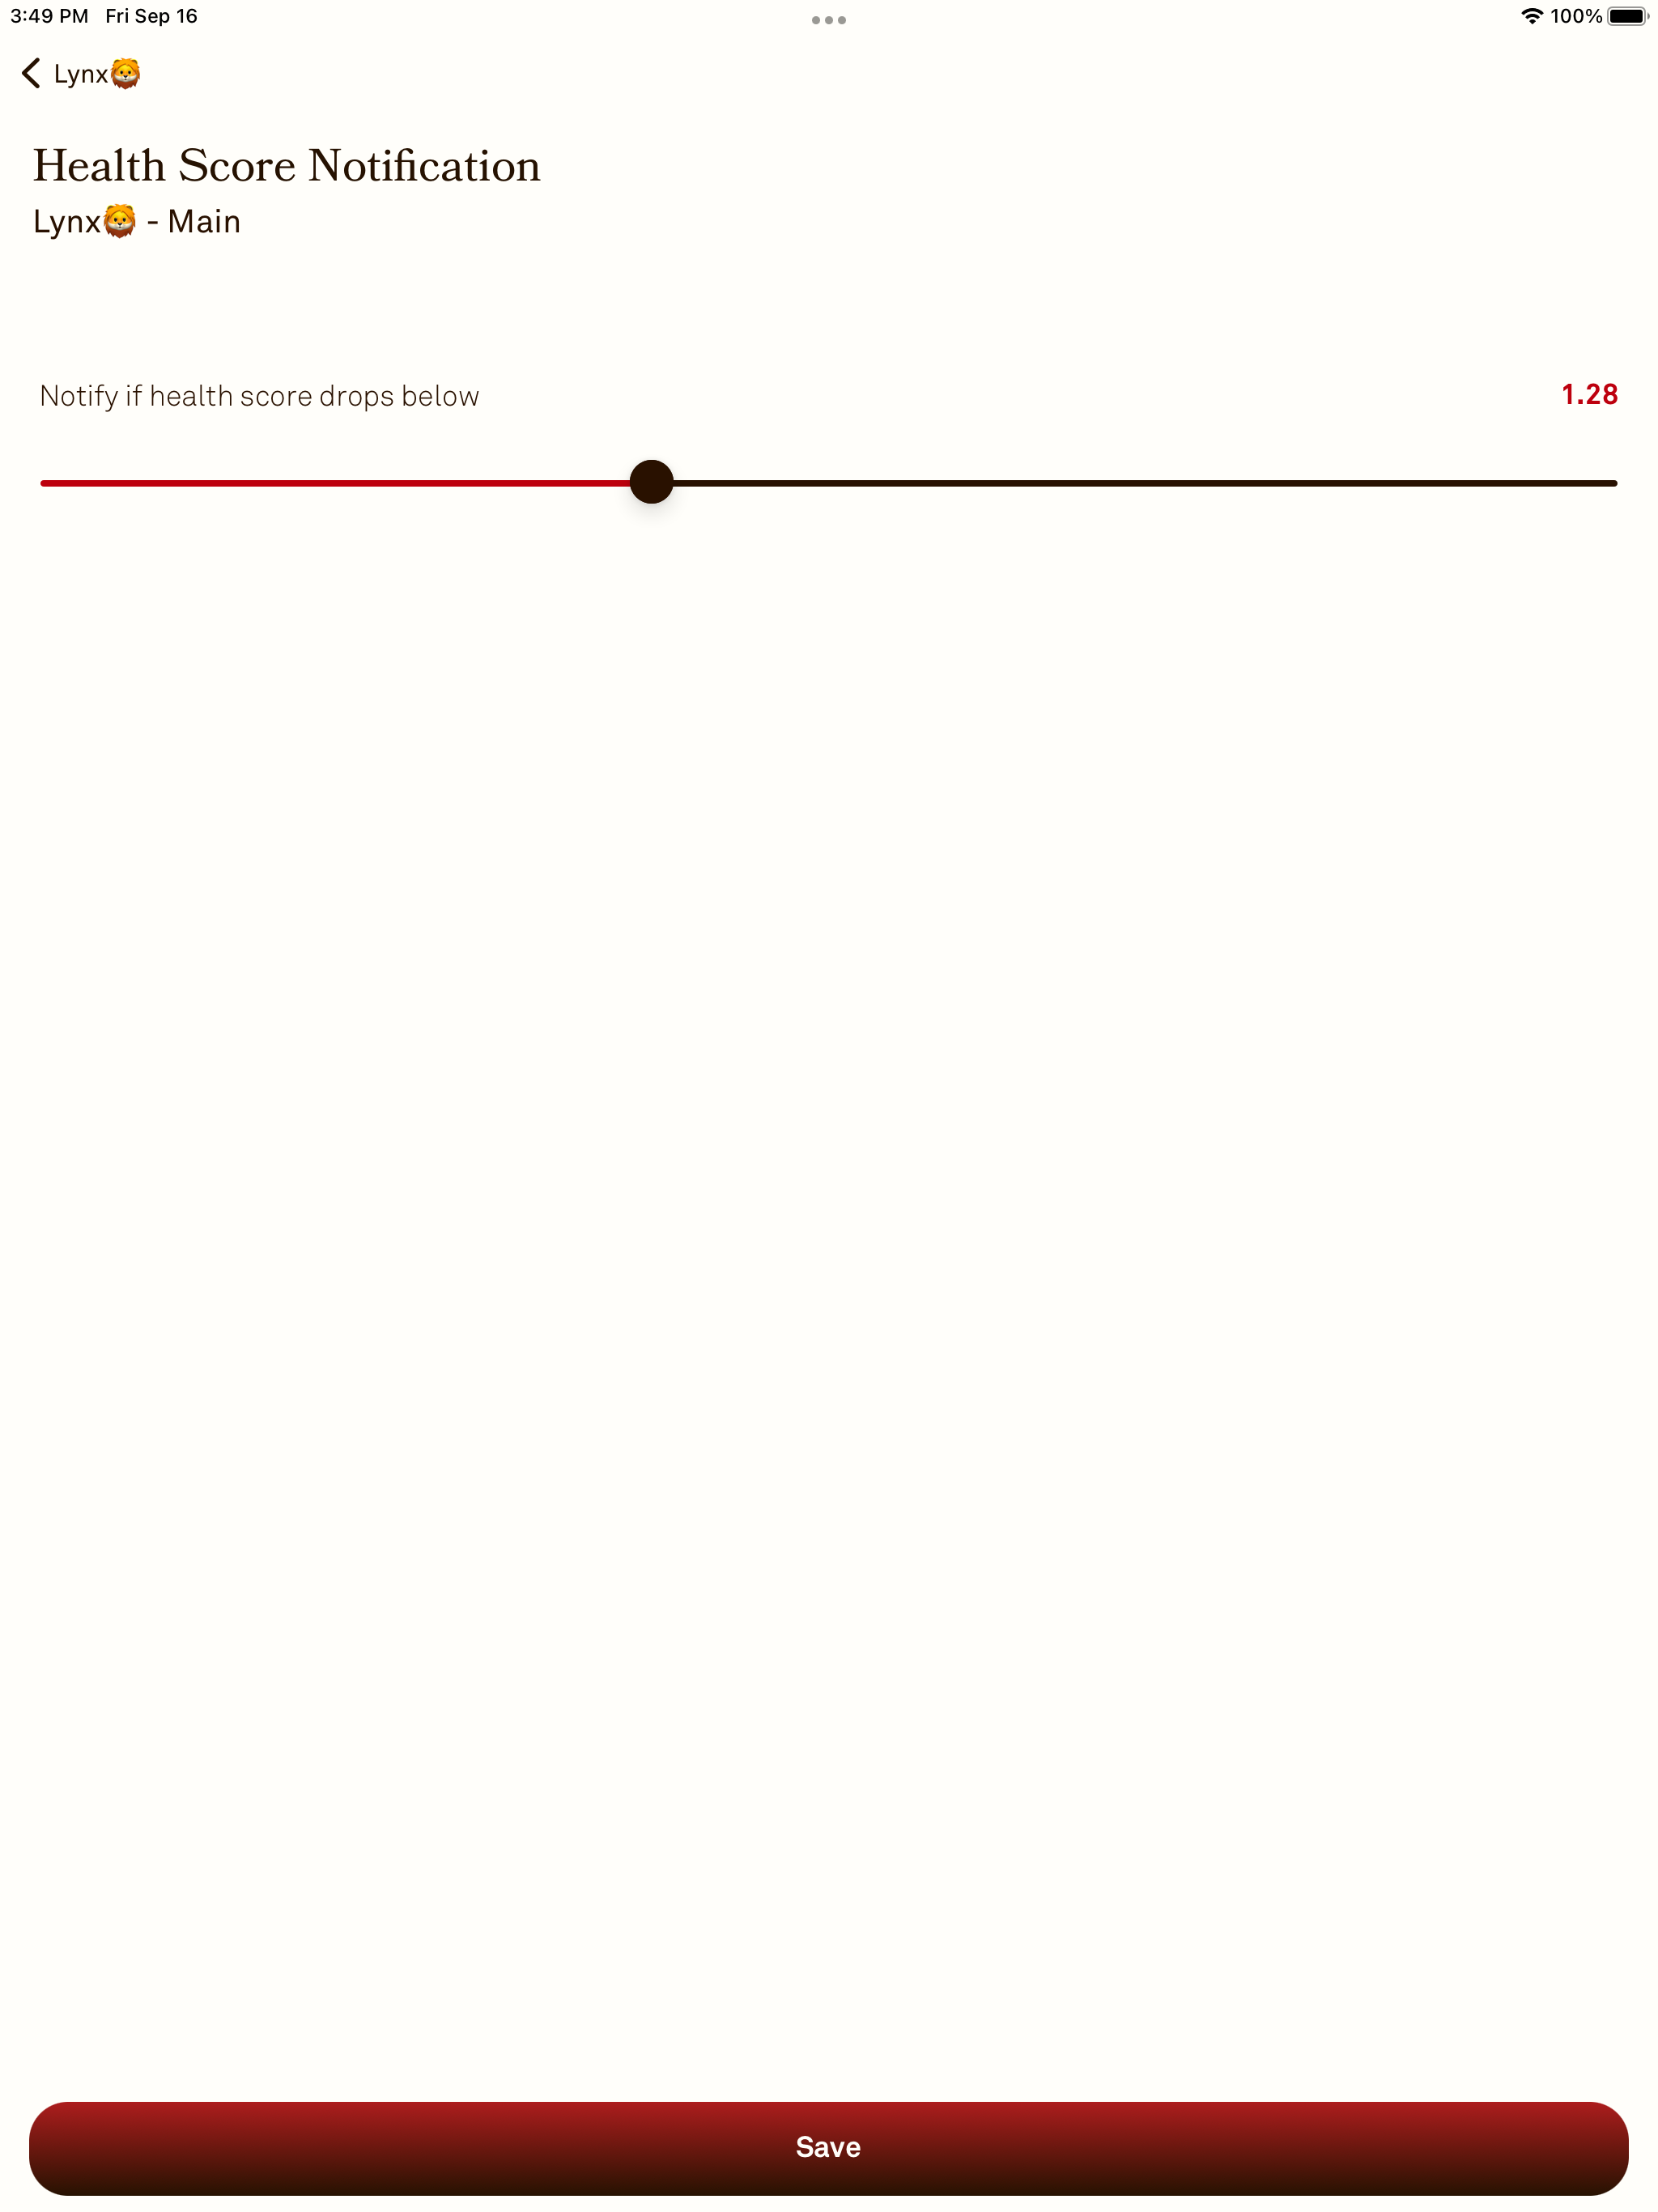 3:49 PM Fri Sep 16
100%
Lynx🦁
Health Score Notification
Lynx🦁 - Main
Notify if health score drops below
1.28
Save